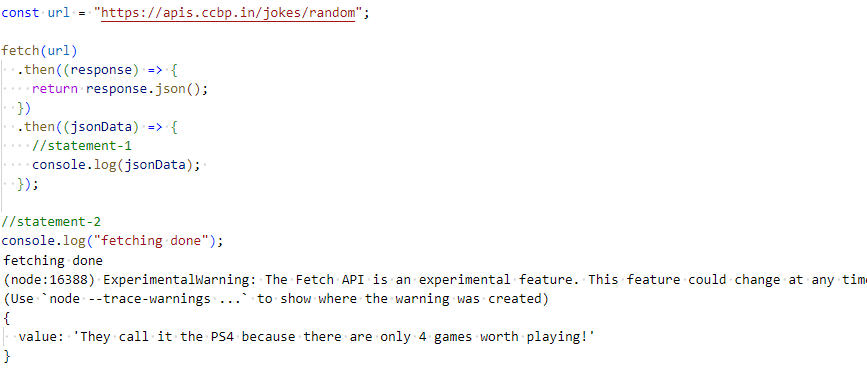 const url = "https://apis.ccbp.in/jokes/random";
fetch(url)
.then((response) => {
return response.json();
})
.then((jsonData) => {
//statement-1
console.log(jsonData);
});
//statement-2
console.log("fetching done");
fetching done
(node:16388) ExperimentalWarning: The Fetch API is an experimental feature. This feature could change at any
(Use `node --trace-warnings ...` to show where the warning was created)
{
value: 'They call it the PS4 because there are only 4 games worth playing!'
}